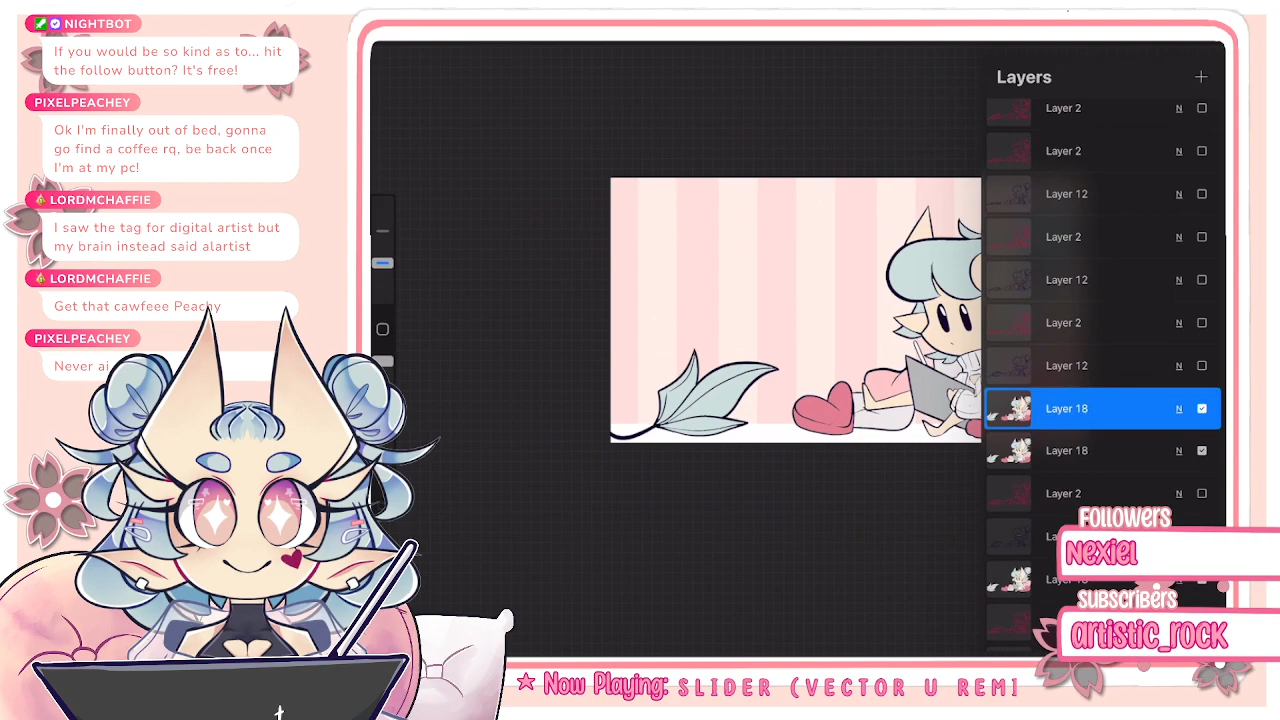 NIGHTBOT
If you would be so kind as to... hit
the follow button? It's free!
PIXELPEACHEY
Ok I'm finally out of bed, gonna
go find a coffee rq, be back once
I'm at my pc!
LORDMCHAFFIE
I saw the tag for digital artist but
my brain instead said alartist
LORDMCHAFFIE
Get that cawfeee Peachy
PIXELPEACHEY
Never
Layers
Layer 2 N
Layer 2 N
Layer 12 N
Layer 2 N
Layer 12 N
Layer 2 N
Layer 12 N
Layer 18 N
Layer 18 N
Layer 2 N
N
Followers
Nexiel
Subscribers
artistic_rock
Now Playing: SLIDER (VECTOR U REMI